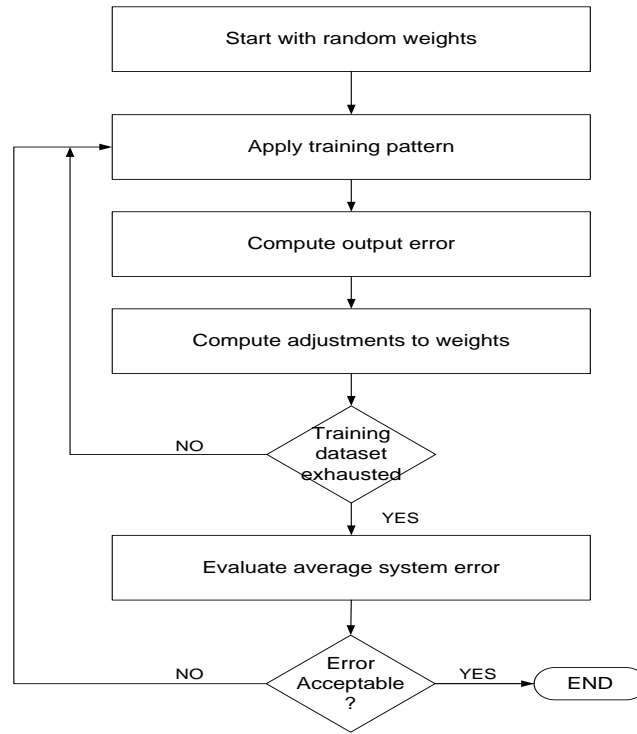 Start with random weights
Apply training pattern
Compute output error
Compute adjustments to weights
Training
dataset
exhausted
NO
YES
Evaluate average system error
Error
Acceptable
?
NO
YES
END